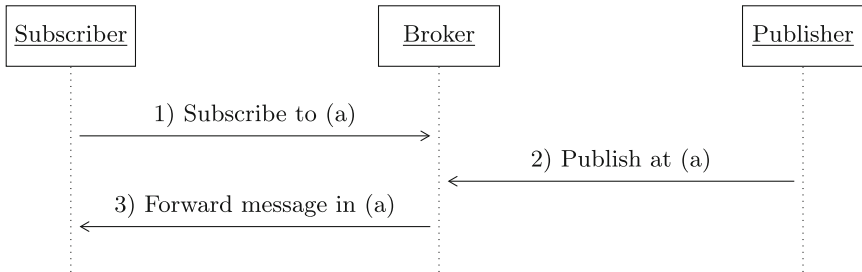 Subscriber
Broker
Publisher
1) Subscribe to (a)
2) Publish at (a)
3) Forward message in (a)